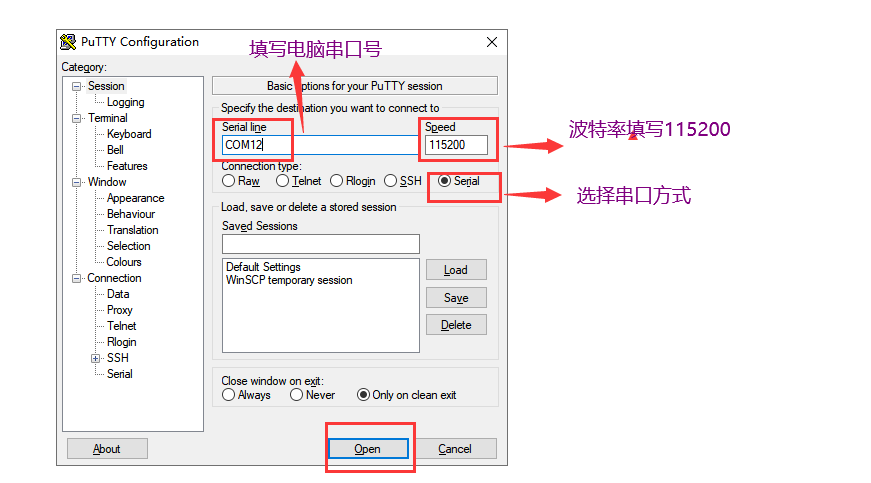 PuTTY Configuration
填写电脑串口号
Category:
Session
Logging
Terminal
Keyboard
Bell
Features
Window
Appearance
Behaviour
Translation
Selection
Colours
Connection
Data
Proxy
Telnet
Rlogin
SSH
Serial
Basic options for your PuTTY session
Specify the destination you want to connect to
Serial line
Speed
COM12
115200
波特率填写115200
Connection type:
Raw
Telnet
Rlogin
SSH
Serial
选择串口方式
Load, save or delete a stored session
Saved Sessions
Default Settings
WinSCP temporary session
Load
Save
Delete
Close window on exit:
Always
Never
Only on clean exit
About
Open
Cancel